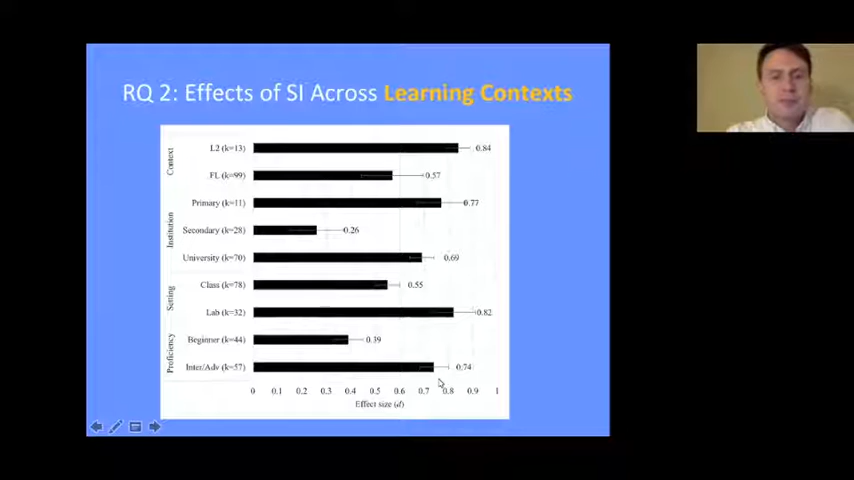 RQ 2: Effects of SI Across Learning Contexts
Context
L2 (k=13) 0.84
FL (k=99) 0.57
Institution
Primary (k=11) 0.77
Secondary (k=28) 0.26
University (k=70) 0.69
Setting
Class (k=78) 0.55
Lab (k=32) 0.82
Proficiency
Beginner (k=44) 0.39
Inter/Adv (k=57) 0.74
0 0.1 0.2 0.3 0.4 0.5 0.6 0.7 0.8 0.9 1
Effect size (d)